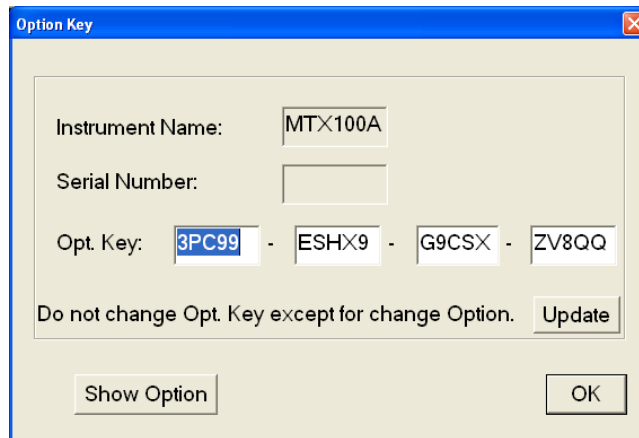 Option Key
Instrument Name: MTX100A
Serial Number:
Opt. Key: 3PC99 - ESHX9 - G9CSX - ZV8QQ
Do not change Opt. Key except for change Option. Update
Show Option OK